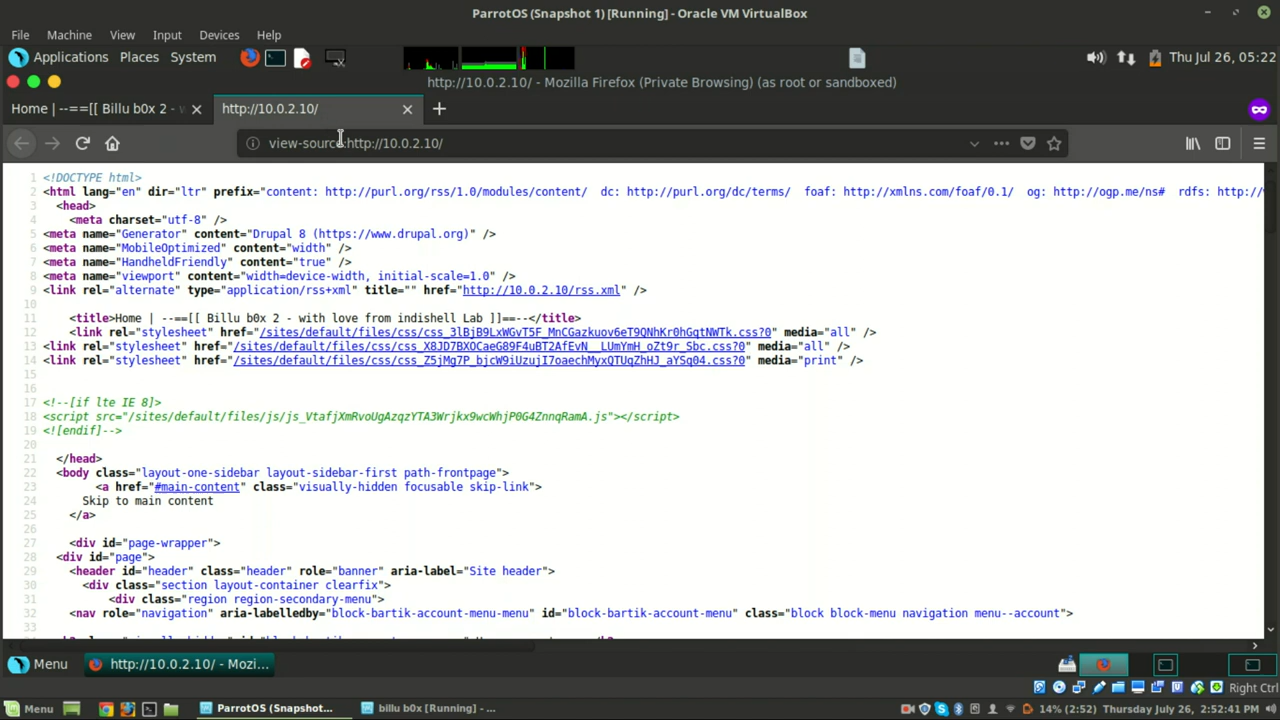 ParrotOS (Snapshot 1) [Running] - Oracle VM VirtualBox
File Machine View Input Devices Help
Applications Places System
Thu Jul 26, 05:22
http://10.0.2.10/ - Mozilla Firefox (Private Browsing) (as root or sandboxed)
Home | --==[[ Billu b0x 2 -
http://10.0.2.10/
view-source:http://10.0.2.10/
1 <!DOCTYPE html>
2 <html lang="en" dir="ltr" prefix="content: http://purl.org/rss/1.0/modules/content/ dc: http://purl.org/dc/terms/ foaf: http://xmlns.com/foaf/0.1/ og: http://ogp.me/ns# rdfs: http://
3 <head>
4 <meta charset="utf-8" />
5 <meta name="Generator" content="Drupal 8 (https://www.drupal.org)" />
6 <meta name="MobileOptimized" content="width" />
7 <meta name="HandheldFriendly" content="true" />
8 <meta name="viewport" content="width=device-width, initial-scale=1.0" />
9 <link rel="alternate" type="application/rss+xml" title="" href="http://10.0.2.10/rss.xml" />
10
11 <title>Home | --==[[ Billu b0x 2 - with love from indishell Lab ]]==--</title>
12 <link rel="stylesheet" href="/sites/default/files/css/css_3lBjB9LxWGvT5F_MnCGazkuov6eT9QNhKr0hGqtNWTk.css?0" media="all" />
13 <link rel="stylesheet" href="/sites/default/files/css/css_X8JD7BXOCaeG89F4uBT2AfEvN__LUmYmH_oZt9r_Sbc.css?0" media="all" />
14 <link rel="stylesheet" href="/sites/default/files/css/css_Z5jMg7P_bjcW9iUzujI7oaechMyxQTUqZhHJ_aYSq04.css?0" media="print" />
15
16
17 <!--[if lte IE 8]>
18 <script src="/sites/default/files/js/js_VtafjXmRvoUgAzqzYTA3Wrjkx9wcWhjP0G4ZnnqRamA.js"></script>
19 <![endif]-->
20
21 </head>
22 <body class="layout-one-sidebar layout-sidebar-first path-frontpage">
23 <a href="#main-content" class="visually-hidden focusable skip-link">
24 Skip to main content
25 </a>
26
27 <div id="page-wrapper">
28 <div id="page">
29 <header id="header" class="header" role="banner" aria-label="Site header">
30 <div class="section layout-container clearfix">
31 <div class="region region-secondary-menu">
32 <nav role="navigation" aria-labelledby="block-bartik-account-menu-menu" id="block-bartik-account-menu" class="block block-menu navigation menu--account">
33
Menu http://10.0.2.10/ - Mozi...
Right Ctrl
Menu ParrotOS (Snapshot... billu b0x [Running] - ... 14% (2:52) Thursday July 26, 2:52:41 PM